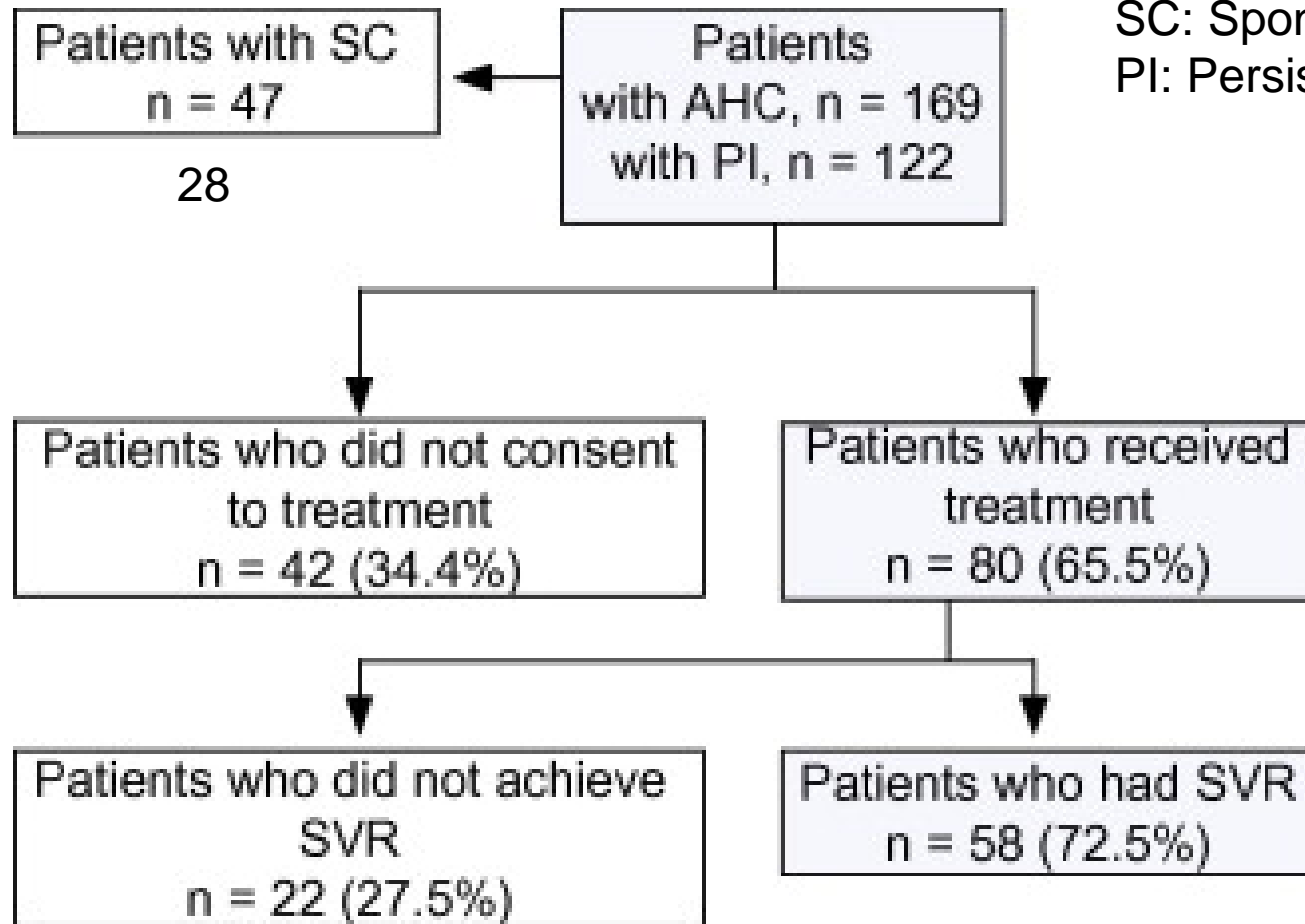 Patients with SC
n = 47
28
Patients
with AHC, n = 169
with PI, n = 122
SC:
PI: Persis
Patients who did not consent
to treatment
n = 42 (34.4%)
Patients who received
treatment
n = 80 (65.5%)
Patients who did not achieve
SVR
n = 22 (27.5%)
Patients who had SVR
n = 58 (72.5%)